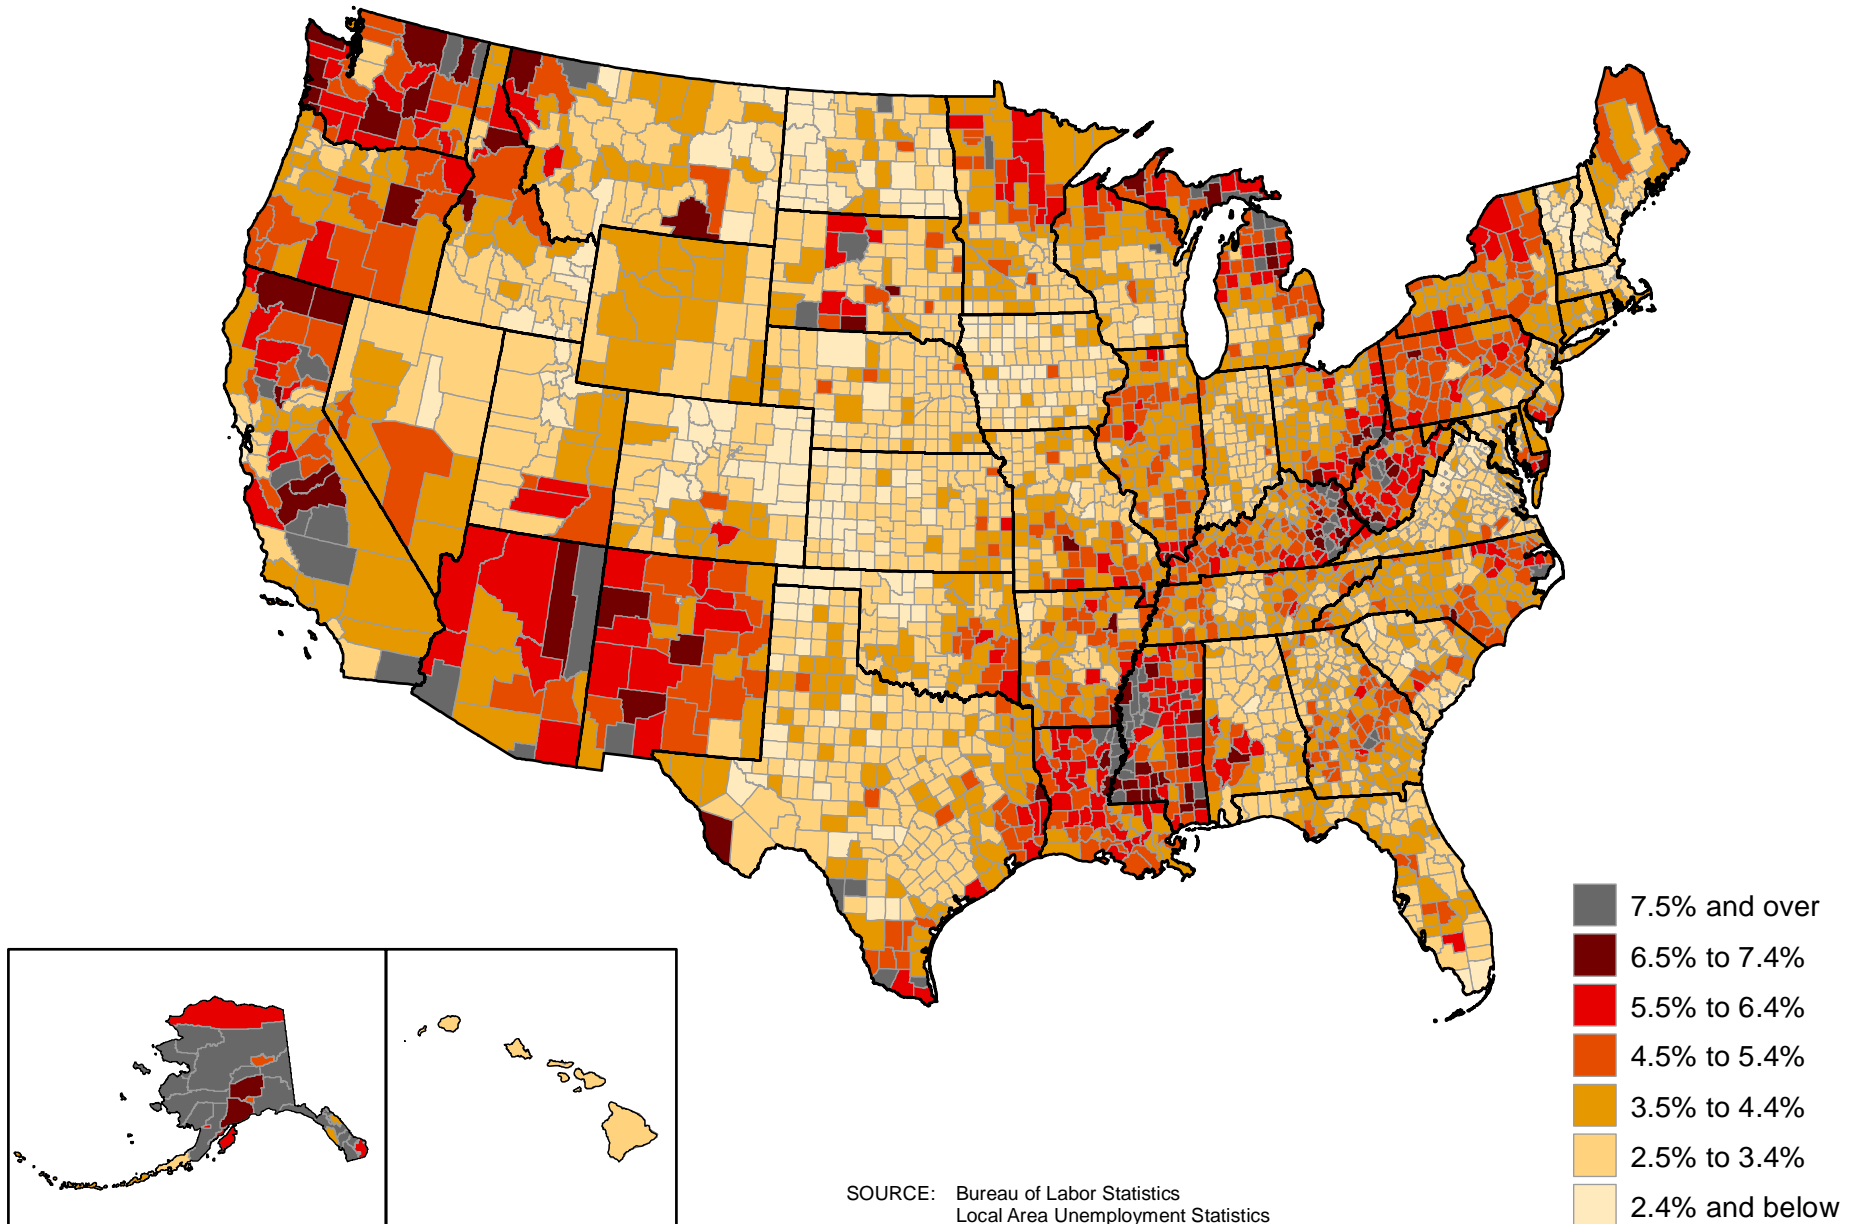 7.5% and over
6.5% to 7.4%
5.5% to 6.4%
4.5% to 5.4%
3.5% to 4.4%
2.5% to 3.4%
2.4% and below
SOURCE: Bureau of Labor Statistics
Local Area Unemployment Statistics